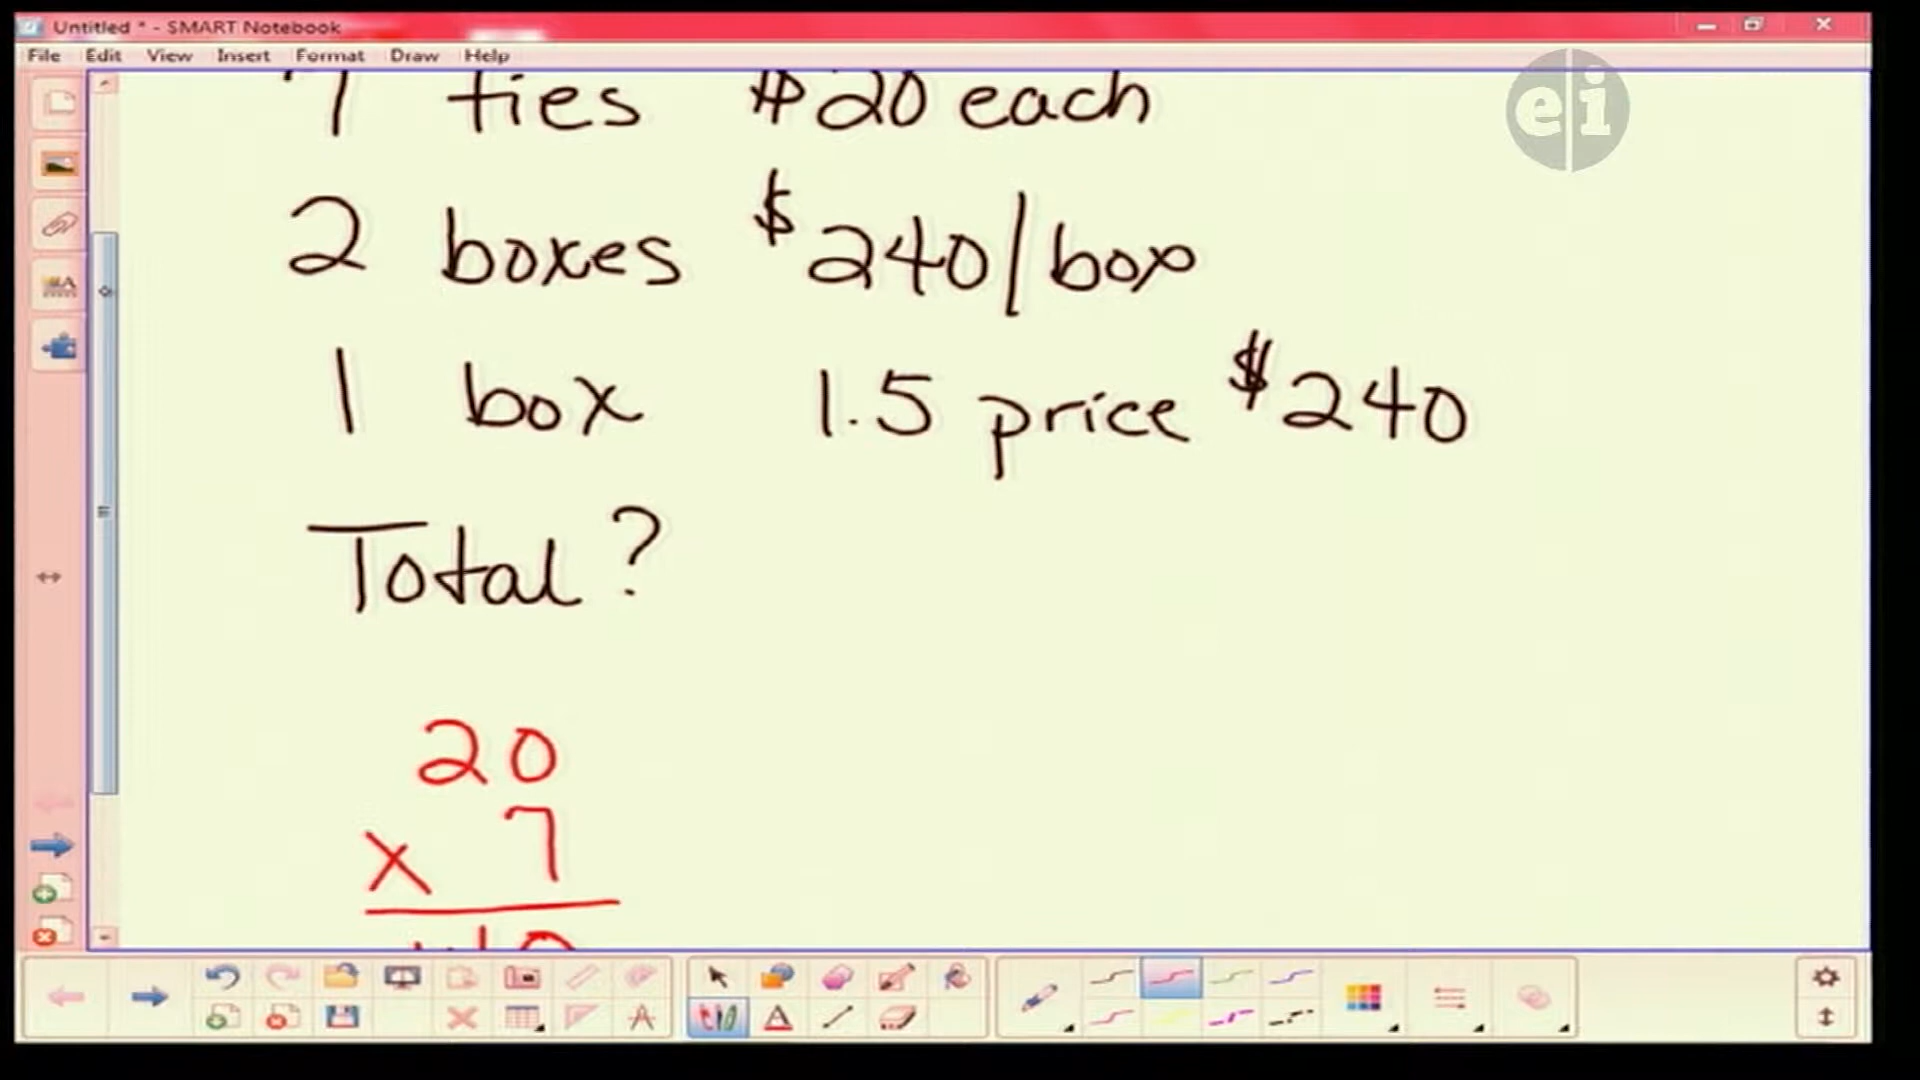 Untitled * - SMART Notebook
File Edit View Insert Format Draw Help
ei
7 ties $20 each
2 boxes $240/box
1 box 1.5 price $240
Total?
20
x 7